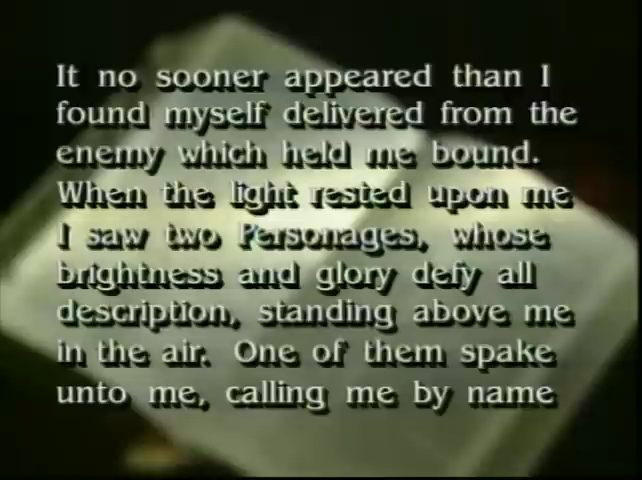 It no sooner appeared than I
found myself delivered from the
enemy which held me bound.
When the light rested upon me
I saw two Personages, whose
brightness and glory defy all
description, standing above me
in the air. One of them spake
unto me, calling me by name